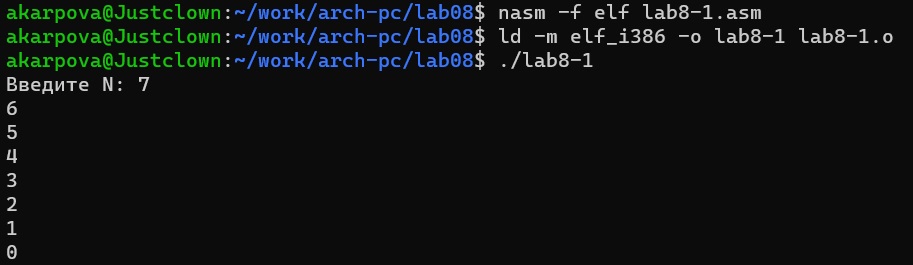 akarpova@Justclown:~/work/arch-pc/lab08$ nasm -f elf lab8-1.asm
akarpova@Justclown:~/work/arch-pc/lab08$ ld -m elf_i386 -o lab8-1 lab8-1.o
akarpova@Justclown:~/work/arch-pc/lab08$ ./lab8-1
Введите N: 7
6
5
4
3
2
1
0